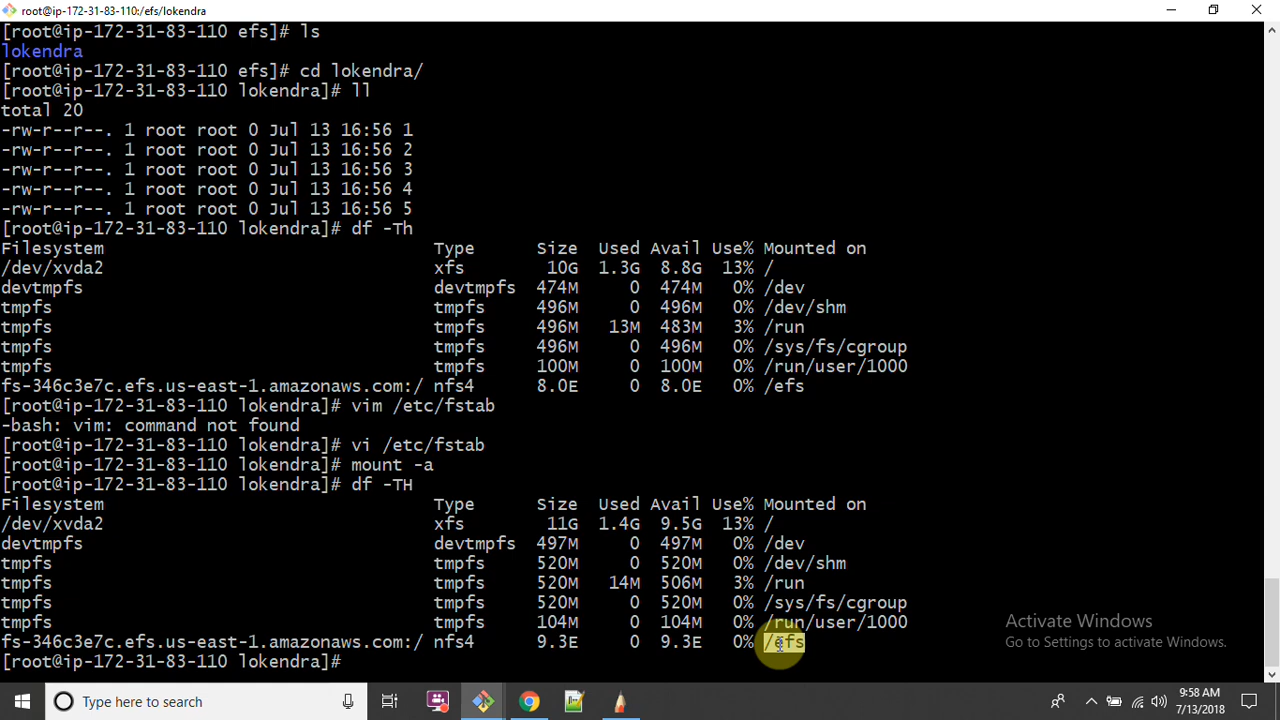 root@ip-172-31-83-110:/efs/lokendra
[root@ip-172-31-83-110 efs]# ls
lokendra
[root@ip-172-31-83-110 efs]# cd lokendra/
[root@ip-172-31-83-110 lokendra]# ll
total 20
-rw-r--r--. 1 root root 0 Jul 13 16:56 1
-rw-r--r--. 1 root root 0 Jul 13 16:56 2
-rw-r--r--. 1 root root 0 Jul 13 16:56 3
-rw-r--r--. 1 root root 0 Jul 13 16:56 4
-rw-r--r--. 1 root root 0 Jul 13 16:56 5
[root@ip-172-31-83-110 lokendra]# df -Th
Filesystem Type Size Used Avail Use% Mounted on
/dev/xvda2 xfs 10G 1.3G 8.8G 13% /
devtmpfs devtmpfs 474M 0 474M 0% /dev
tmpfs tmpfs 496M 0 496M 0% /dev/shm
tmpfs tmpfs 496M 13M 483M 3% /run
tmpfs tmpfs 496M 0 496M 0% /sys/fs/cgroup
tmpfs tmpfs 100M 0 100M 0% /run/user/1000
fs-346c3e7c.efs.us-east-1.amazonaws.com:/ nfs4 8.0E 0 8.0E 0% /efs
[root@ip-172-31-83-110 lokendra]# vim /etc/fstab
-bash: vim: command not found
[root@ip-172-31-83-110 lokendra]# vi /etc/fstab
[root@ip-172-31-83-110 lokendra]# mount -a
[root@ip-172-31-83-110 lokendra]# df -TH
Filesystem Type Size Used Avail Use% Mounted on
/dev/xvda2 xfs 11G 1.4G 9.5G 13% /
devtmpfs devtmpfs 497M 0 497M 0% /dev
tmpfs tmpfs 520M 0 520M 0% /dev/shm
tmpfs tmpfs 520M 14M 506M 3% /run
tmpfs tmpfs 520M 0 520M 0% /sys/fs/cgroup
tmpfs tmpfs 104M 0 104M 0% /run/user/1000
fs-346c3e7c.efs.us-east-1.amazonaws.com:/ nfs4 9.3E 0 9.3E 0% /efs
[root@ip-172-31-83-110 lokendra]#
Activate Windows
Go to Settings to activate Windows.
Type here to search
9:58 AM
7/13/2018